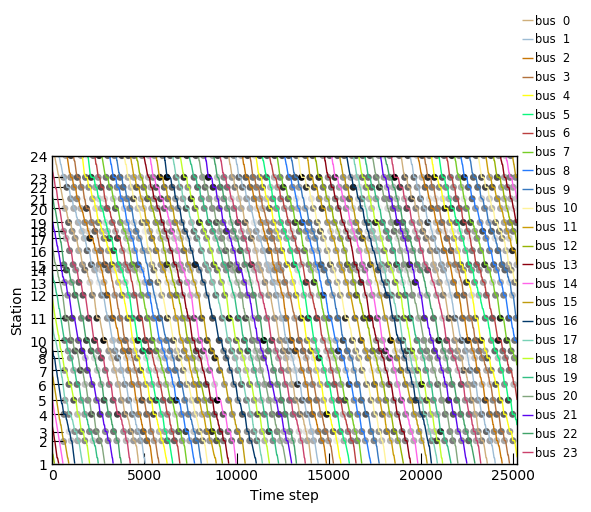 bus 0
bus 1
bus 2
bus 3
bus 4
bus 5
bus 6
bus 7
bus 8
bus 9
bus 10
bus 11
bus 12
bus 13
bus 14
bus 15
bus 16
bus 17
bus 18
bus 19
bus 20
bus 21
bus 22
bus 23
24
23
22
21
20
19
18
17
16
15
13
12
11
10
9
8
7
6
5
4
3
2
1
Station
0 5000 10000 15000 20000 25000
Time step